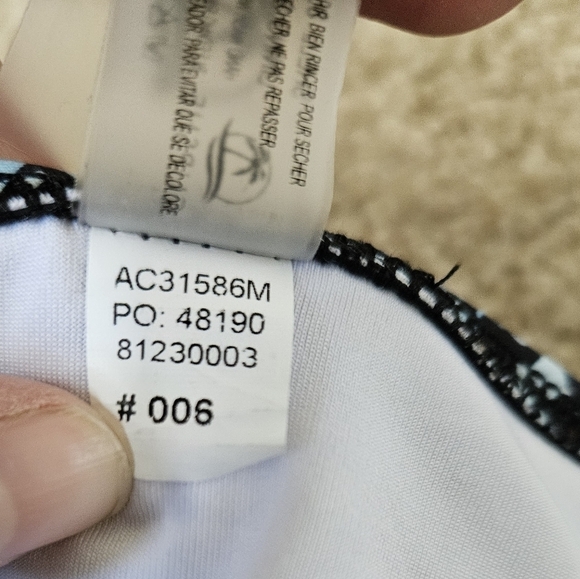 BIEN RINCER POUR SECHER
SECHER NE PAS REPASSER
PARA EVITAR QUE SE DECOLORE
AC31586M
PO: 48190
81230003
# 006